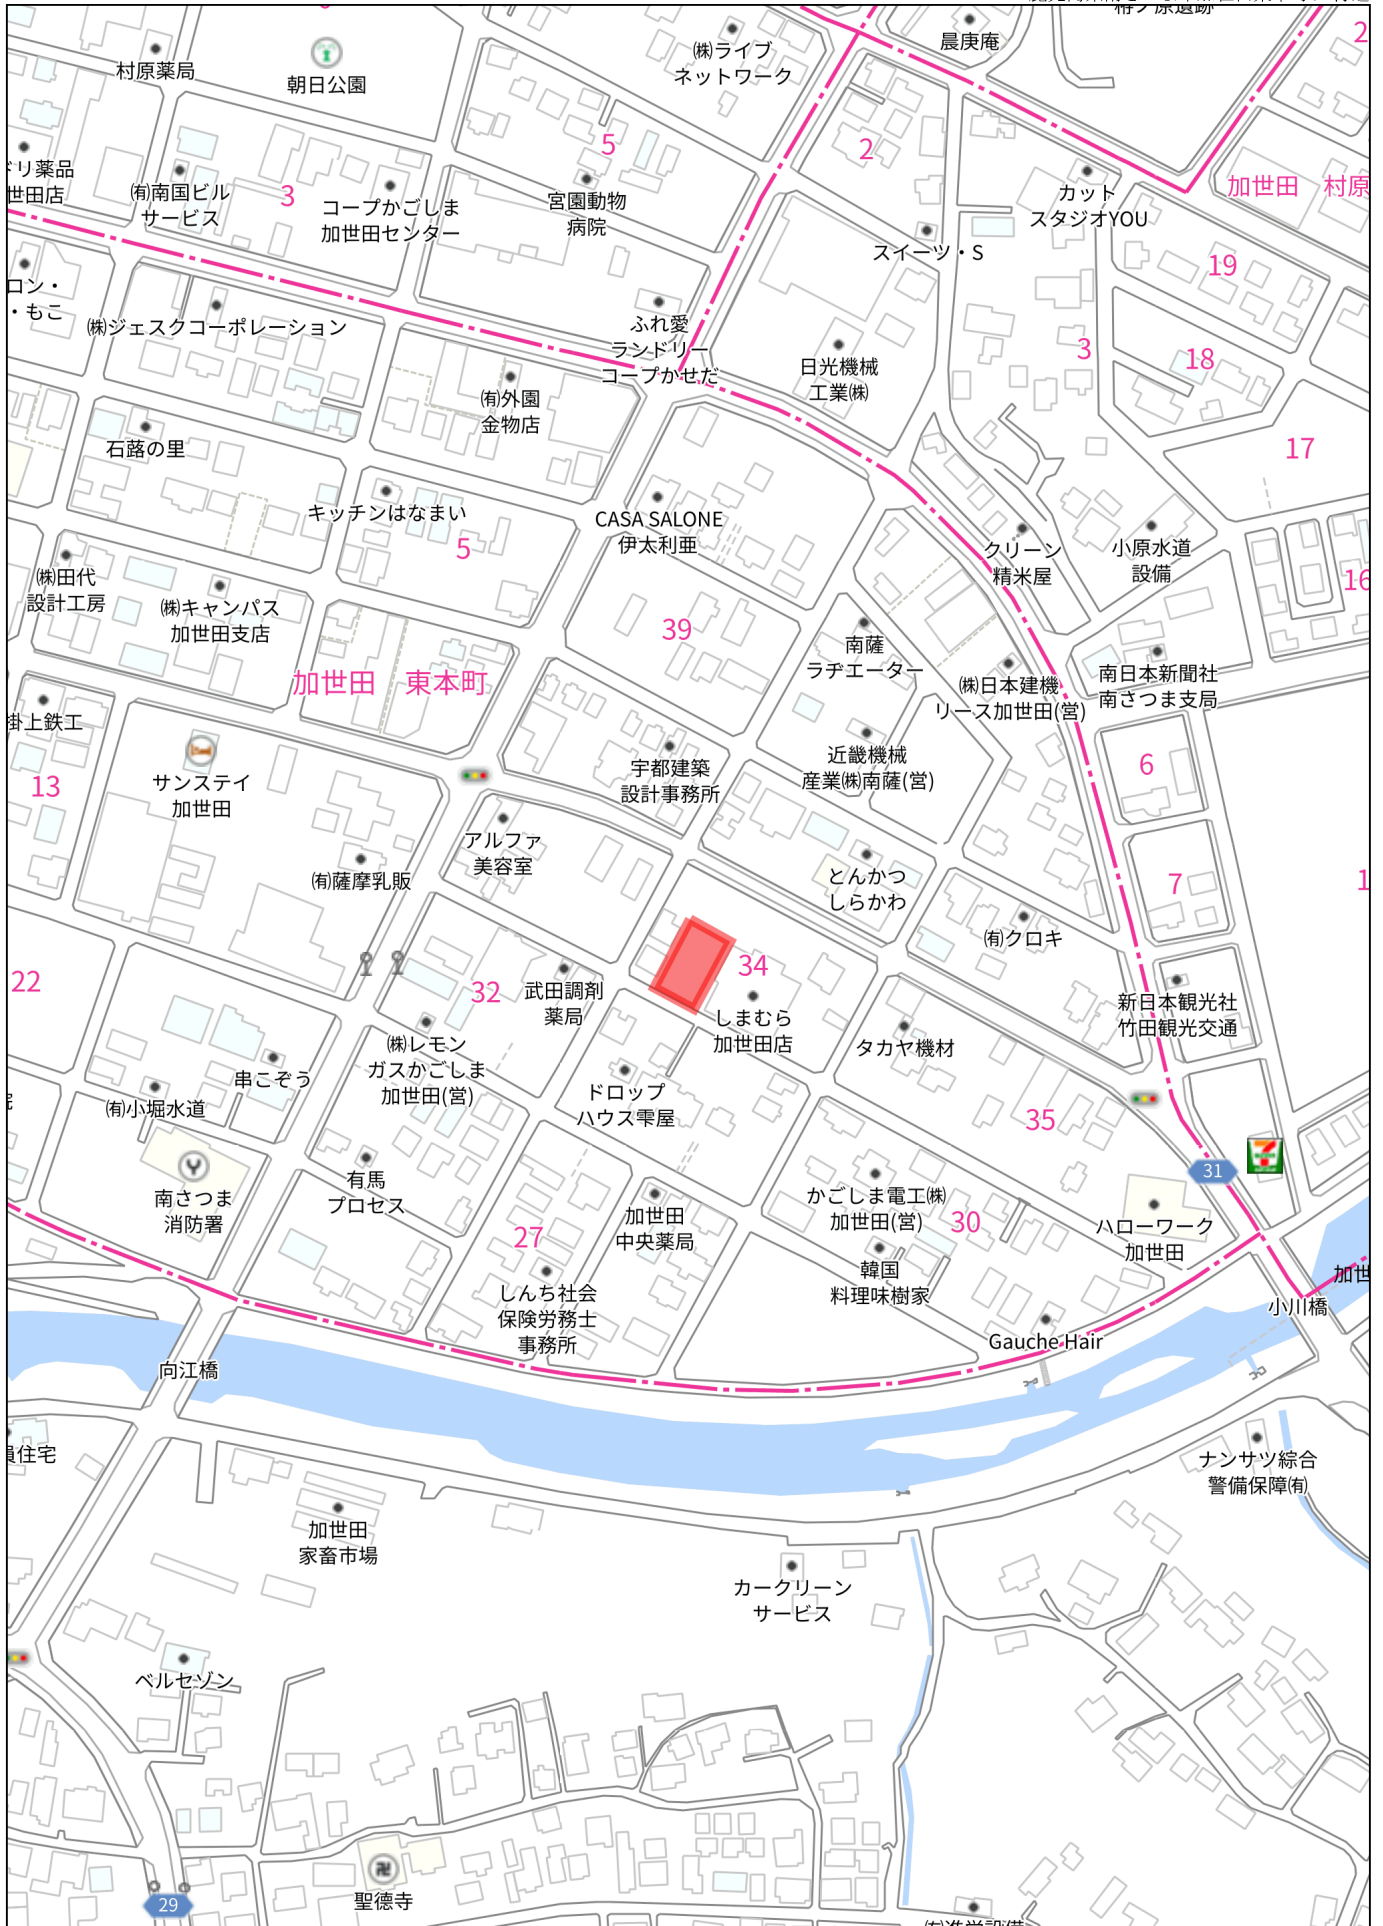 村原薬局
朝日公園
㈱ライブ
ネットワーク
晨庚庵
2
5
2
ドリ薬品
世田店
㈲南国ビル
サービス
3
コープかごしま
加世田センター
宮園動物
病院
カット
スタジオYOU
加世田 村原
スイーツ・S
19
ロン・
・もこ
㈱ジェスクコーポレーション
ふれ愛
ランドリー
コープかせだ
日光機械
工業㈱
3
18
㈲外園
金物店
石蕗の里
17
キッチンはなまい
5
CASA SALONE
伊太利亜
クリーン
精米屋
小原水道
設備
16
㈱田代
設計工房
㈱キャンパス
加世田支店
39
南薩
ラヂエーター
加世田 東本町
㈱日本建機
リース加世田(営)
南日本新聞社
南さつま支局
掛上鉄工
13
サンステイ
加世田
宇都建築
設計事務所
近畿機械
産業㈱南薩(営)
6
アルファ
美容室
㈲薩摩乳販
とんかつ
しらかわ
7
1
㈲クロキ
22
32
武田調剤
薬局
34
しまむら
加世田店
新日本観光社
竹田観光交通
㈱レモン
ガスかごしま
加世田(営)
タカヤ機材
串こぞう
㈲小堀水道
ドロップ
ハウス雫屋
35
31
南さつま
消防署
有馬
プロセス
27
加世田
中央薬局
かごしま電工㈱
加世田(営)
30
ハローワーク
加世田
韓国
料理味樹家
しんち社会
保険労務士
事務所
加世
小川橋
Gauche Hair
向江橋
員住宅
ナンサツ綜合
警備保障㈲
加世田
家畜市場
カークリーン
サービス
ベルセゾン
聖德寺
29